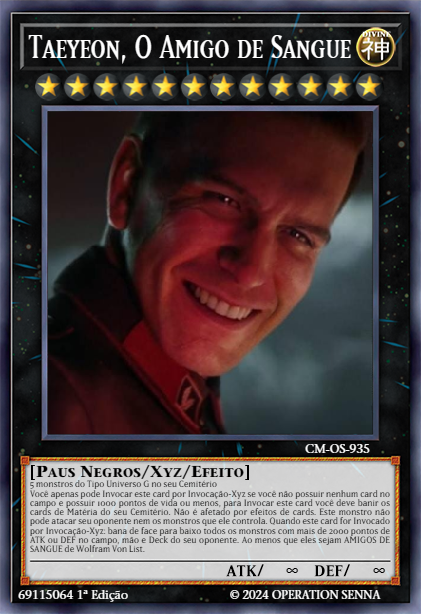 Taeyeon, O Amigo de Sangue
DIVINE
神
CM-OS-935
[Paus Negros/Xyz/Efeito]
5 monstros do Tipo Universo G no seu Cemitério
Você apenas pode Invocar este card por Invocação-Xyz se você não possuir nenhum card no
campo e possuir 1000 pontos de vida ou menos, para Invocar este card você deve banir os
cards de Matéria do seu Cemitério. Não é afetado por efeitos de cards. Este monstro não
pode atacar seu oponente nem os monstros que ele controla. Quando este card for Invocado
por Invocação-Xyz: bana de face para baixo todos os monstros com mais de 2000 pontos de
ATK ou DEF no campo, mão e Deck do seu oponente. Ao menos que eles sejam AMIGOS DE
SANGUE de Wolfram Von List.
ATK/ ∞ DEF/ ∞
69115064 1ª Edição
©2024 OPERATION SENNA